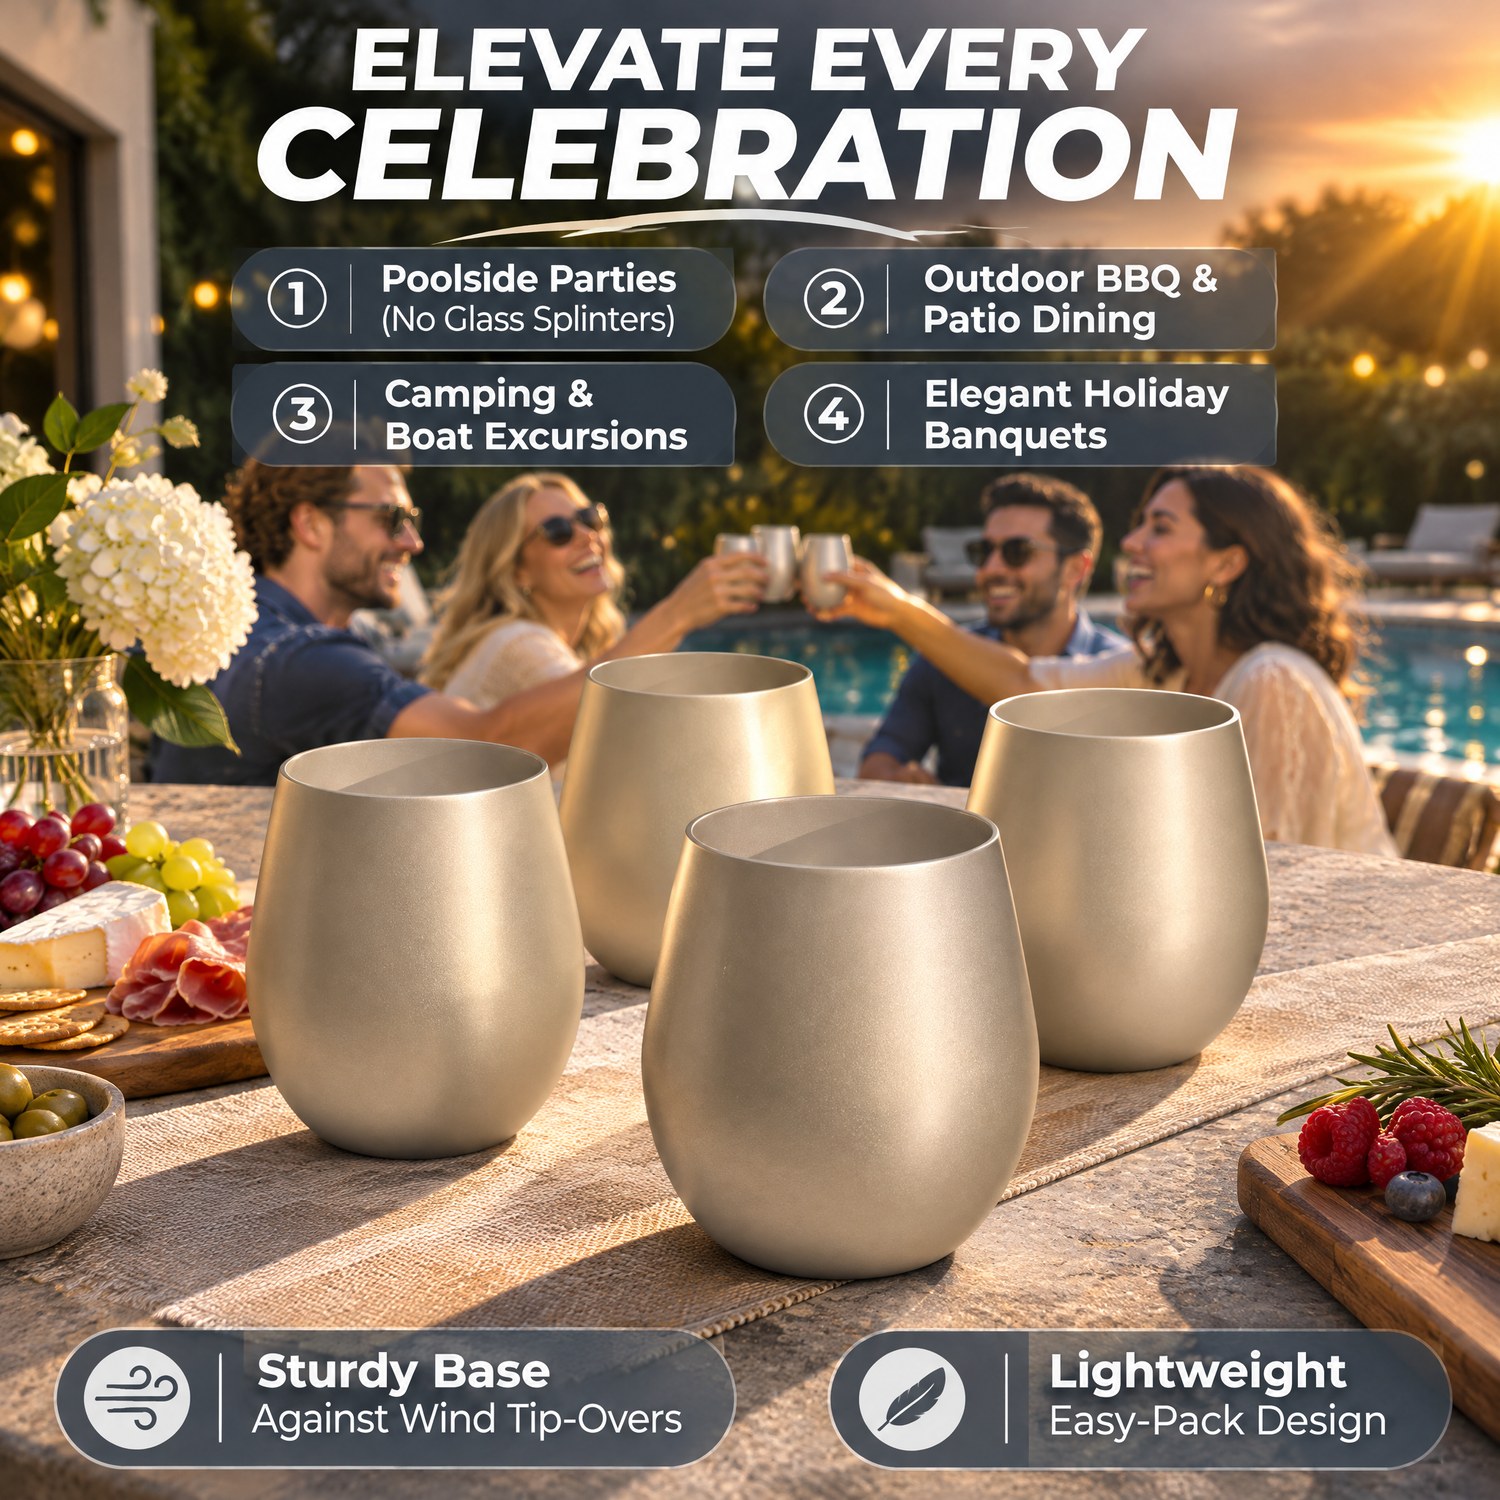 ELEVATE EVERY
CELEBRATION
1
Poolside Parties
(No Glass Splinters)
2
Outdoor BBQ &
Patio Dining
3
Camping &
Boat Excursions
4
Elegant Holiday
Banquets
Sturdy Base
Against Wind Tip-Overs
Lightweight
Easy-Pack Design